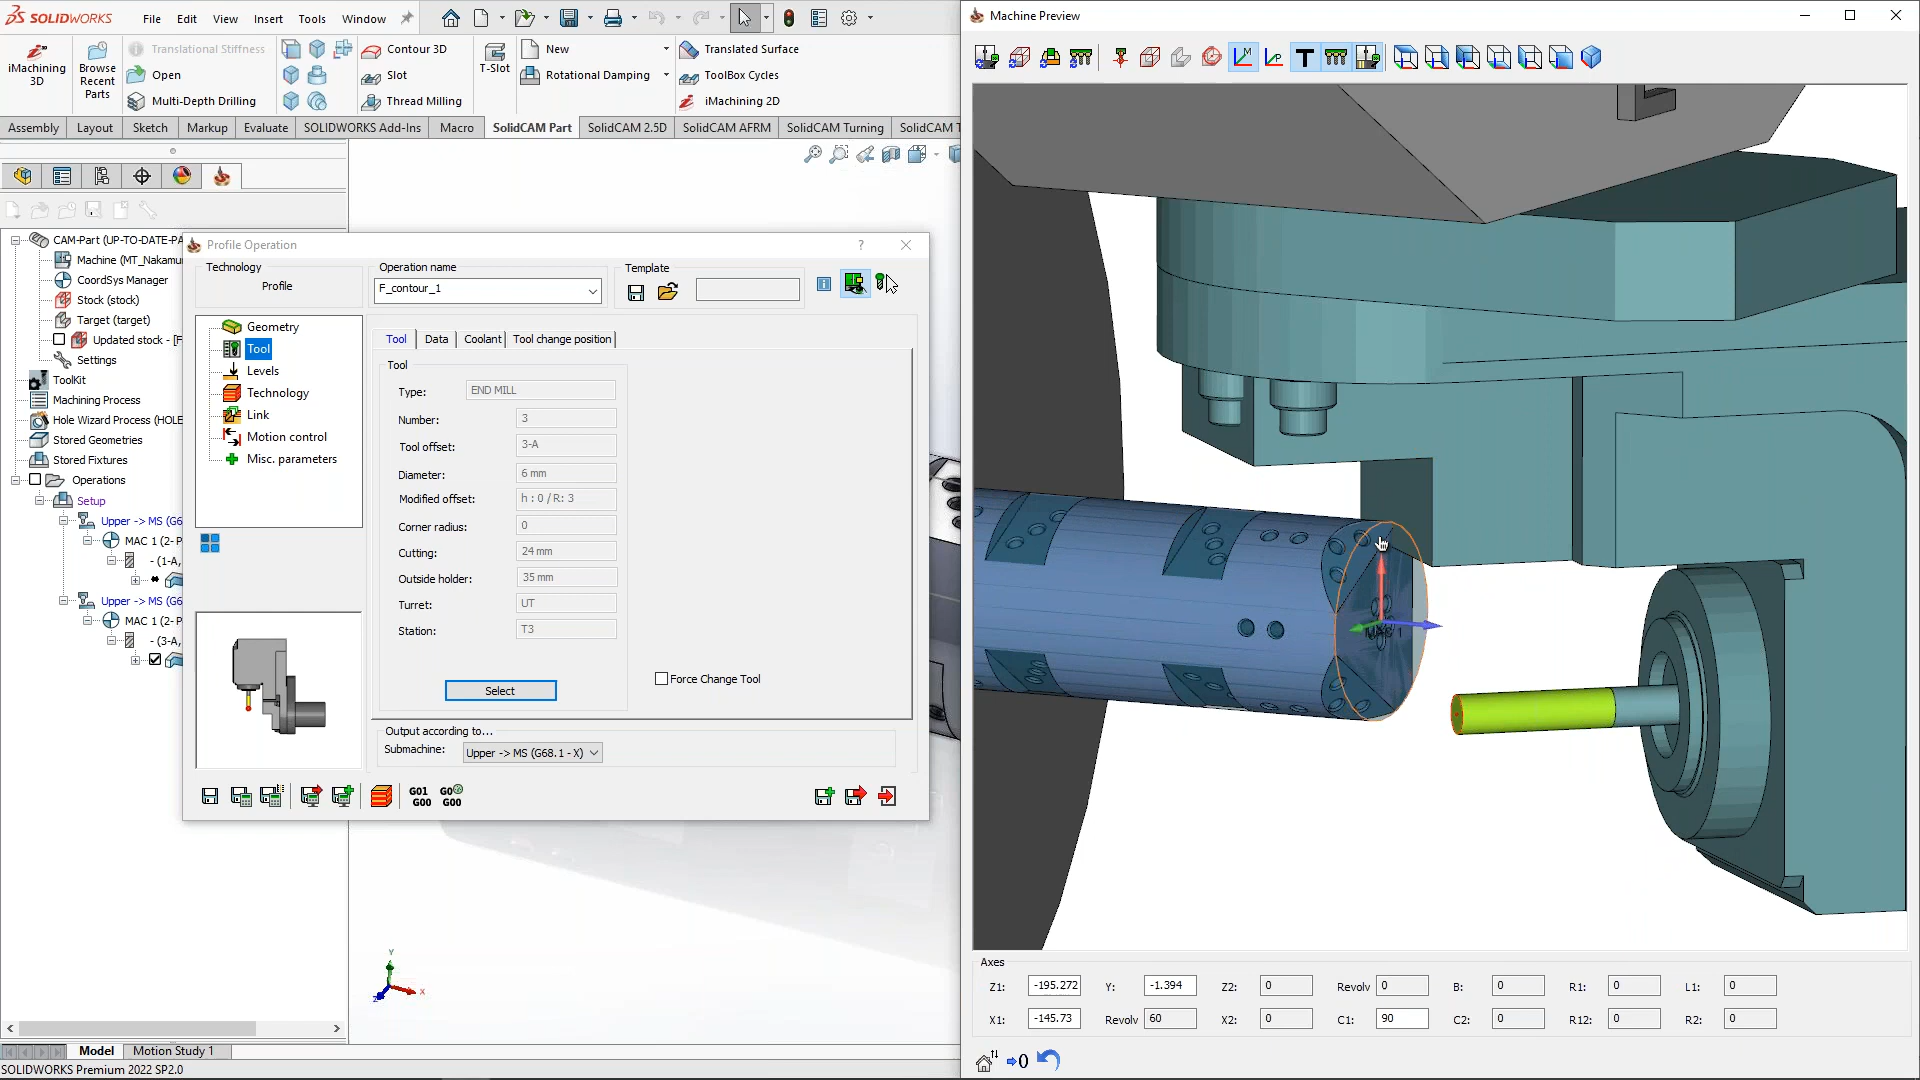 SOLIDWORKS
File Edit View Insert Tools Window
iMachining 3D
Browse Recent Parts
Translational Stiffness
Open
Multi-Depth Drilling
Contour 3D
Slot
Thread Milling
T-Slot
New
Rotational Damping
Translated Surface
ToolBox Cycles
iMachining 2D
Assembly Layout Sketch Markup Evaluate SOLIDWORKS Add-Ins Macro SolidCAM Part SolidCAM 2.5D SolidCAM AFRM SolidCAM Turning SolidCAM T
CAM-Part (UP-TO-DATE-PA
Machine (MT_Nakamu
CoordSys Manager
Stock (stock)
Target (target)
Updated stock - [F
Settings
ToolKit
Machining Process
Hole Wizard Process (HOLE
Stored Geometries
Stored Fixtures
Operations
Setup
Upper -> MS (G6
MAC 1 (2- P
- (1-A,
Upper -> MS (G6
MAC 1 (2- P
- (3-A,
Profile Operation ?
Technology
Profile
Operation name
F_contour_1
Template
Geometry
Tool
Levels
Technology
Link
Motion control
Misc. parameters
Tool Data Coolant Tool change position
Tool
Type: END MILL
Number: 3
Tool offset: 3-A
Diameter: 6 mm
Modified offset: h : 0 / R: 3
Corner radius: 0
Cutting: 24 mm
Outside holder: 35 mm
Turret: UT
Station: T3
Select
Force Change Tool
Output according to...
Submachine: Upper -> MS (G68.1 - X)
G01 G00
G0 G00
Y
X
Z
Model Motion Study 1
SOLIDWORKS Premium 2022 SP2.0
Machine Preview
Axes
Z1: -195.272 Y: -1.394 Z2: 0 Revolv 0 B: 0 R1: 0 L1: 0
X1: -145.73 Revolv 60 X2: 0 C1: 90 C2: 0 R12: 0 R2: 0
0